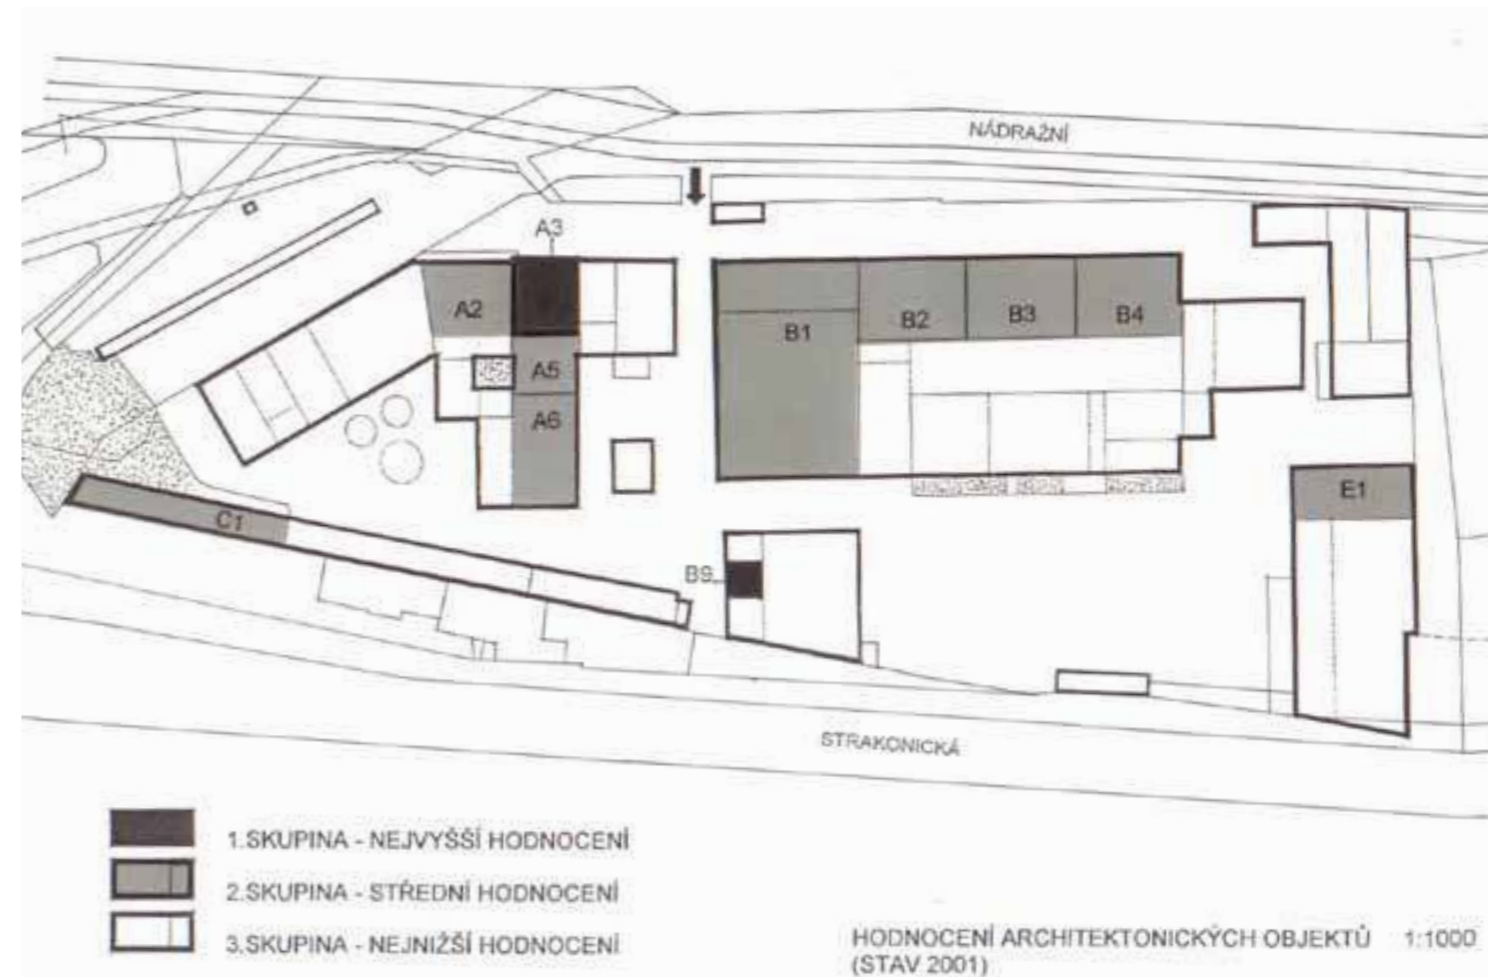 NÁDRAŽNÍ
A3
A2
B1
B2
B3
B4
A5
A6
E1
C1
B9
STRAKONICKÁ
1.SKUPINA - NEJVYŠŠÍ HODNOCENÍ
2.SKUPINA - STŘEDNÍ HODNOCENÍ
3.SKUPINA - NEJNIŽŠÍ HODNOCENÍ
HODNOCENÍ ARCHITEKTONICKÝCH OBJEKTŮ 1:1000
(STAV 2001)